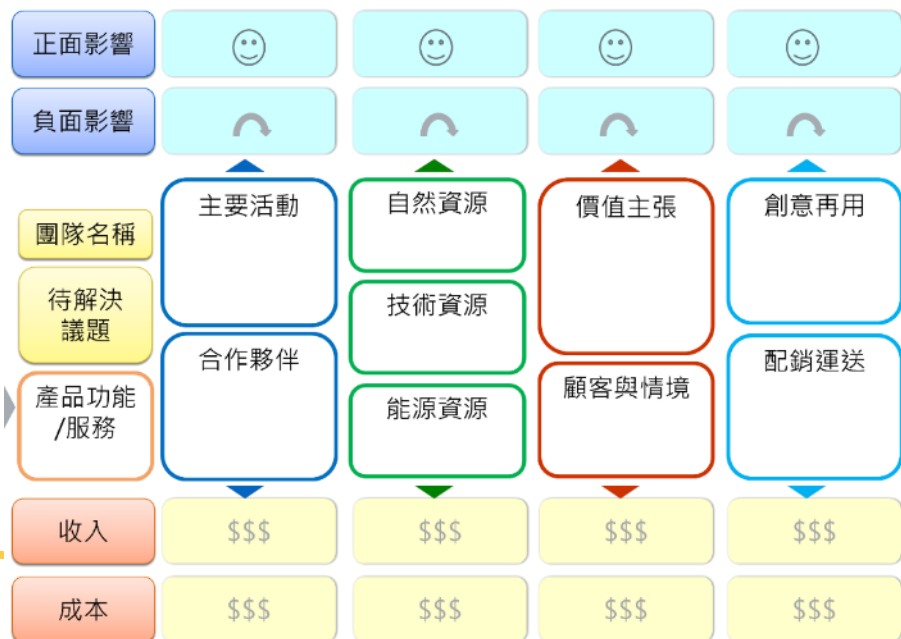 正面影響
負面影響
團隊名稱
待解決
議題
產品功能
/服務
主要活動
合作夥伴
自然資源
技術資源
能源資源
價值主張
顧客與情境
創意再用
配銷運送
收入
$$$
$$$
$$$
$$$
成本
$$$
$$$
$$$
$$$